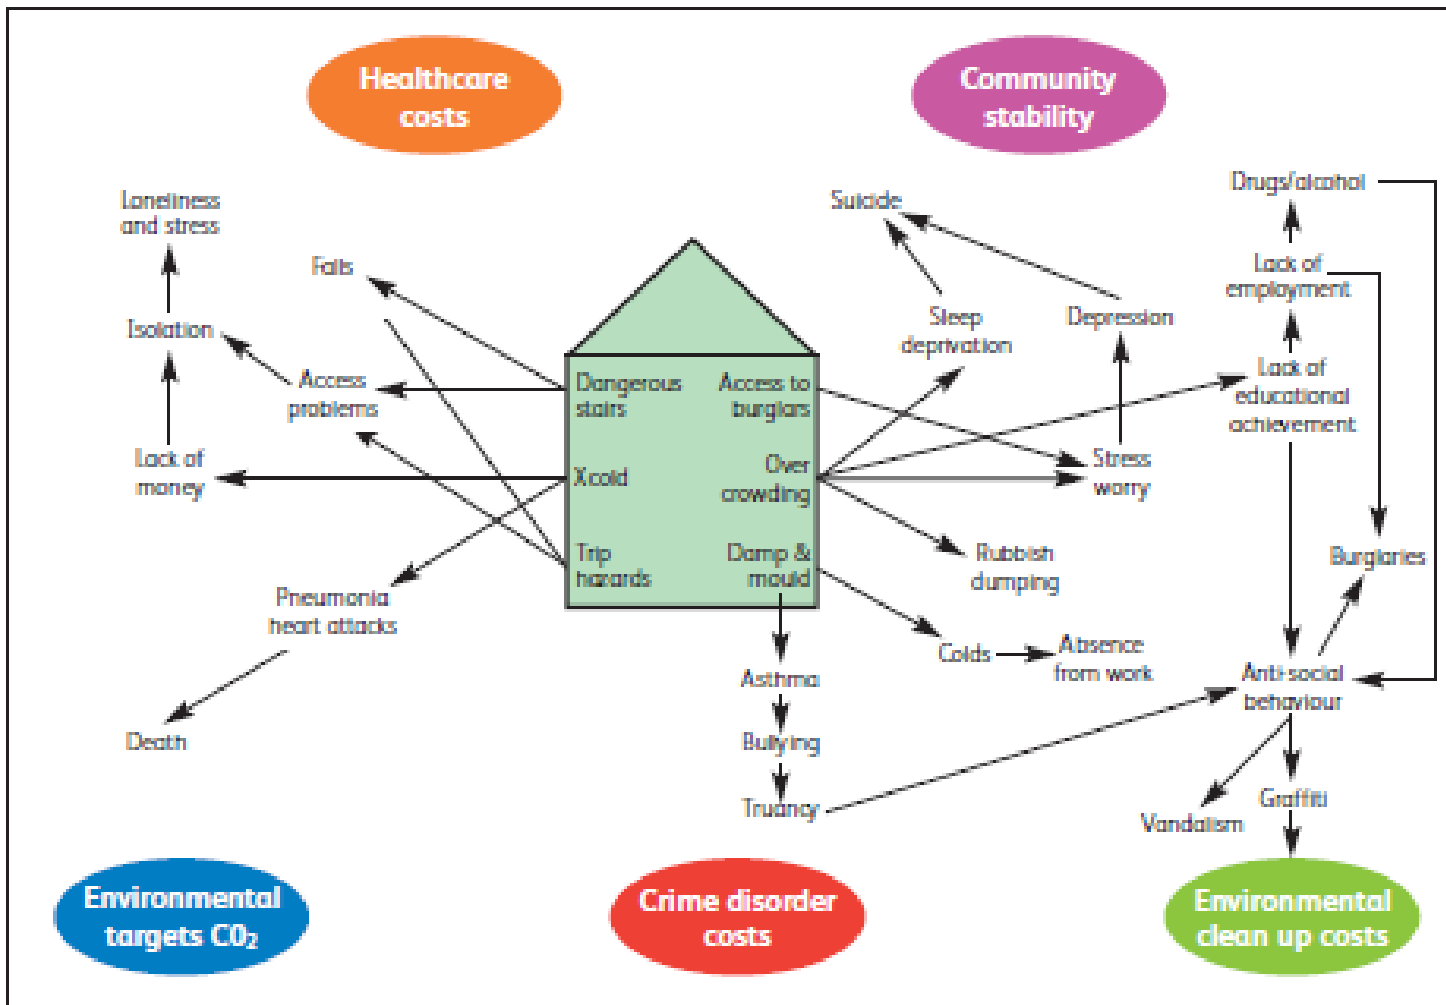 Healthcare
costs
Community
stability
Loneliness
and stress
Falls
Isolation
Access
problems
Lack of
money
Pneumonia
heart attacks
Death
Dangerous
stairs
Xcold
Trip
hazards
Access to
burglars
Over
crowding
Damp &
mould
Asthma
Bullying
Truancy
Suicide
Sleep
deprivation
Depression
Stress
worry
Rubbish
dumping
Colds
Absence
from work
Drugs/alcohol
Lack of
employment
Lack of
educational
achievement
Burglaries
Anti-social
behaviour
Graffiti
Vandalism
Environmental
targets C0₂
Crime disorder
costs
Environmental
clean up costs